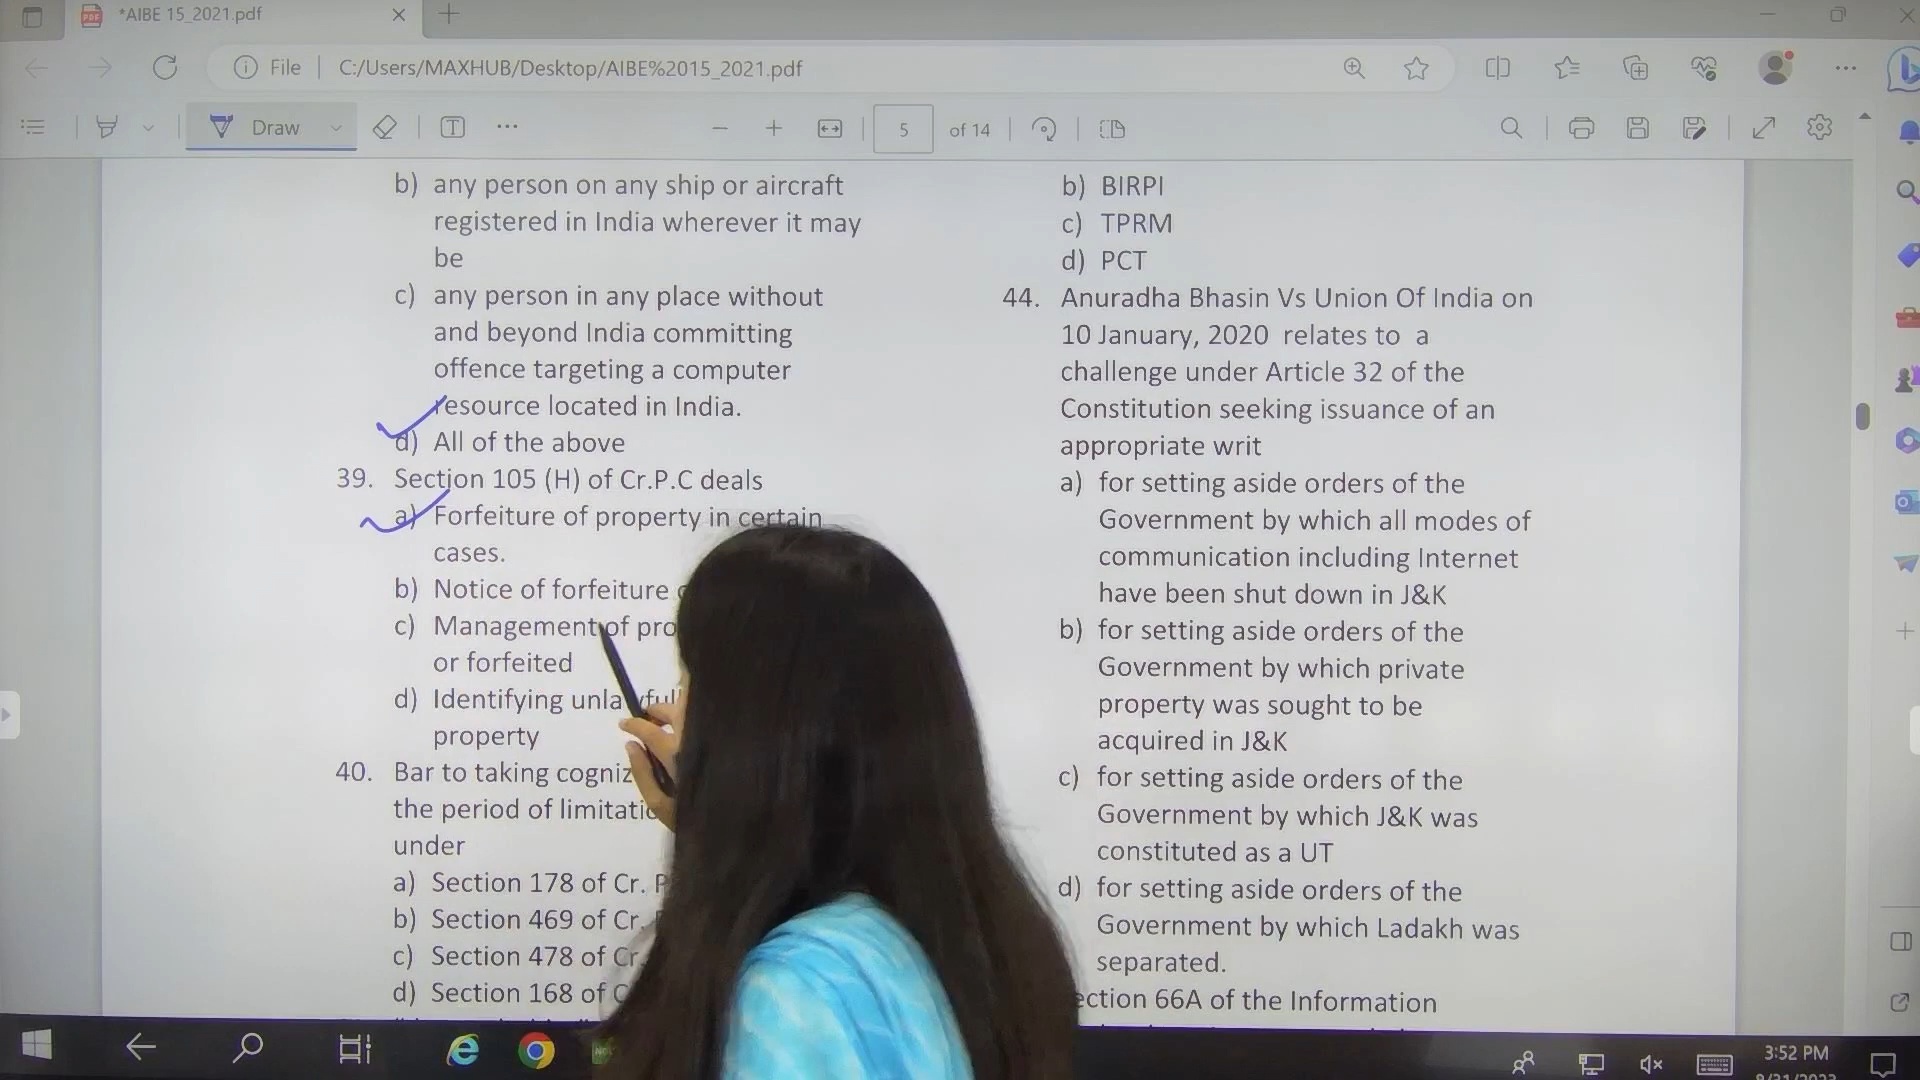 *AIBE 15_2021.pdf
File
C:/Users/MAXHUB/Desktop/AIBE%2015_2021.pdf
Draw
5 of 14
b) any person on any ship or aircraft
registered in India wherever it may
be
c) any person in any place without
and beyond India committing
offence targeting a computer
resource located in India.
d) All of the above
39. Section 105 (H) of Cr.P.C deals
a) Forfeiture of property in certain
cases.
b) Notice of forfeiture
c) Management of
or forfeited
d) Identifying
property
40. Bar to taking
the period of
under
a) Section 178 of Cr.
b) Section 469 of Cr.
c) Section 478 of Cr.
d) Section 168 of
b) BIRPI
c) TPRM
d) PCT
44. Anuradha Bhasin Vs Union Of India on
10 January, 2020 relates to a
challenge under Article 32 of the
Constitution seeking issuance of an
appropriate writ
a) for setting aside orders of the
Government by which all modes of
communication including Internet
have been shut down in J&K
b) for setting aside orders of the
Government by which private
property was sought to be
acquired in J&K
c) for setting aside orders of the
Government by which J&K was
constituted as a UT
d) for setting aside orders of the
Government by which Ladakh was
separated.
66A of the Information
3:52 PM